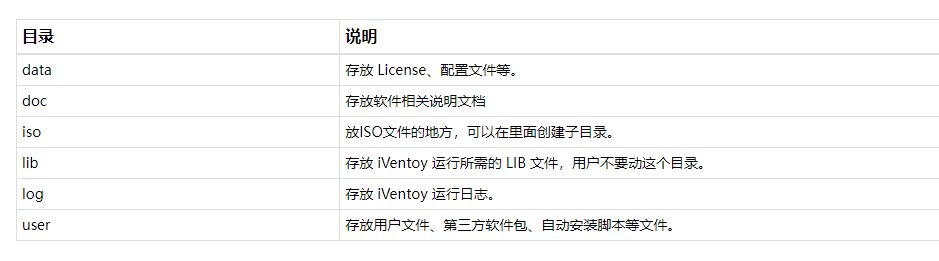 目录 说明
data 存放 License、配置文件等。
doc 存放软件相关说明文档
iso 放ISO文件的地方，可以在里面创建子目录。
lib 存放 iVentoy 运行所需的 LIB 文件，用户不要动这个目录。
log 存放 iVentoy 运行日志。
user 存放用户文件、第三方软件包、自动安装脚本等文件。